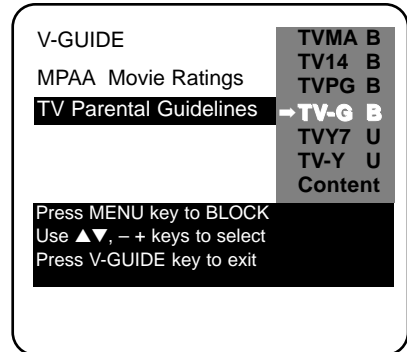 V-GUIDE
MPAA Movie Ratings
TV Parental Guidelines
TVMA B
TV14 B
TVPG B
➡TV-G B
TVY7 U
TV-Y U
Content
Press MENU key to BLOCK
Use ▲▼, – + keys to select
Press V-GUIDE key to exit